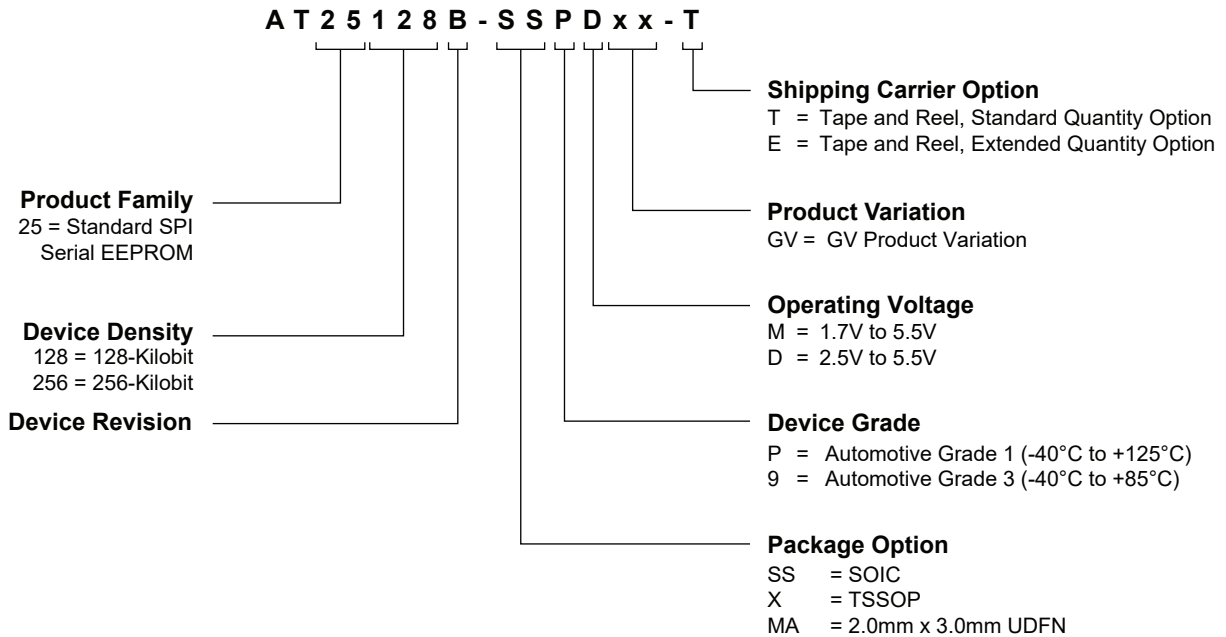 A T 2 5 1 2 8 B - S S P D x x - T
Product Family
25 = Standard SPI
Serial EEPROM
Device Density
128 = 128-Kilobit
256 = 256-Kilobit
Device Revision
Shipping Carrier Option
T = Tape and Reel, Standard Quantity Option
E = Tape and Reel, Extended Quantity Option
Product Variation
GV = GV Product Variation
Operating Voltage
M = 1.7V to 5.5V
D = 2.5V to 5.5V
Device Grade
P = Automotive Grade 1 (-40°C to +125°C)
9 = Automotive Grade 3 (-40°C to +85°C)
Package Option
SS = SOIC
X = TSSOP
MA = 2.0mm x 3.0mm UDFN